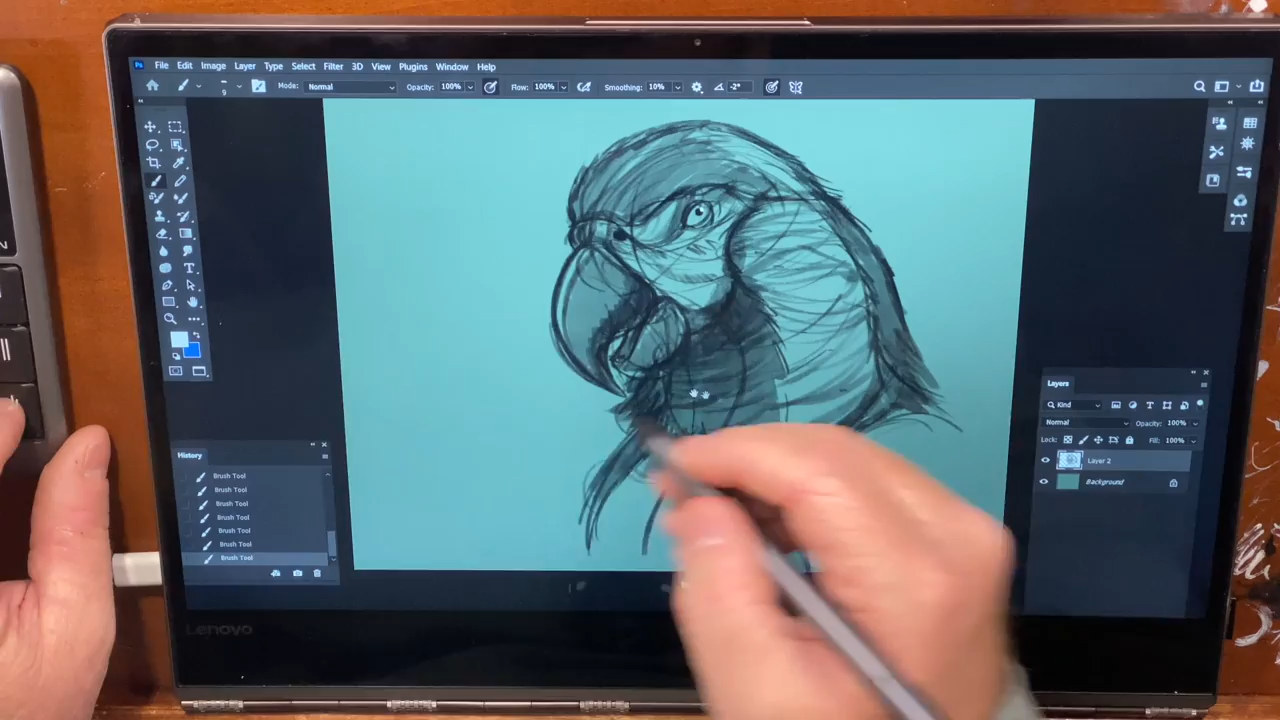 Ps File Edit Image Layer Type Select Filter 3D View Plugins Window Help
9 Mode: Normal Opacity: 100% Flow: 100% Smoothing: 10% -2°
T
Layers
Kind
Normal Opacity: 100%
Lock: Fill: 100%
Layer 2
Background
History
Brush Tool
Brush Tool
Brush Tool
Brush Tool
Brush Tool
Brush Tool
Brush Tool
Lenovo